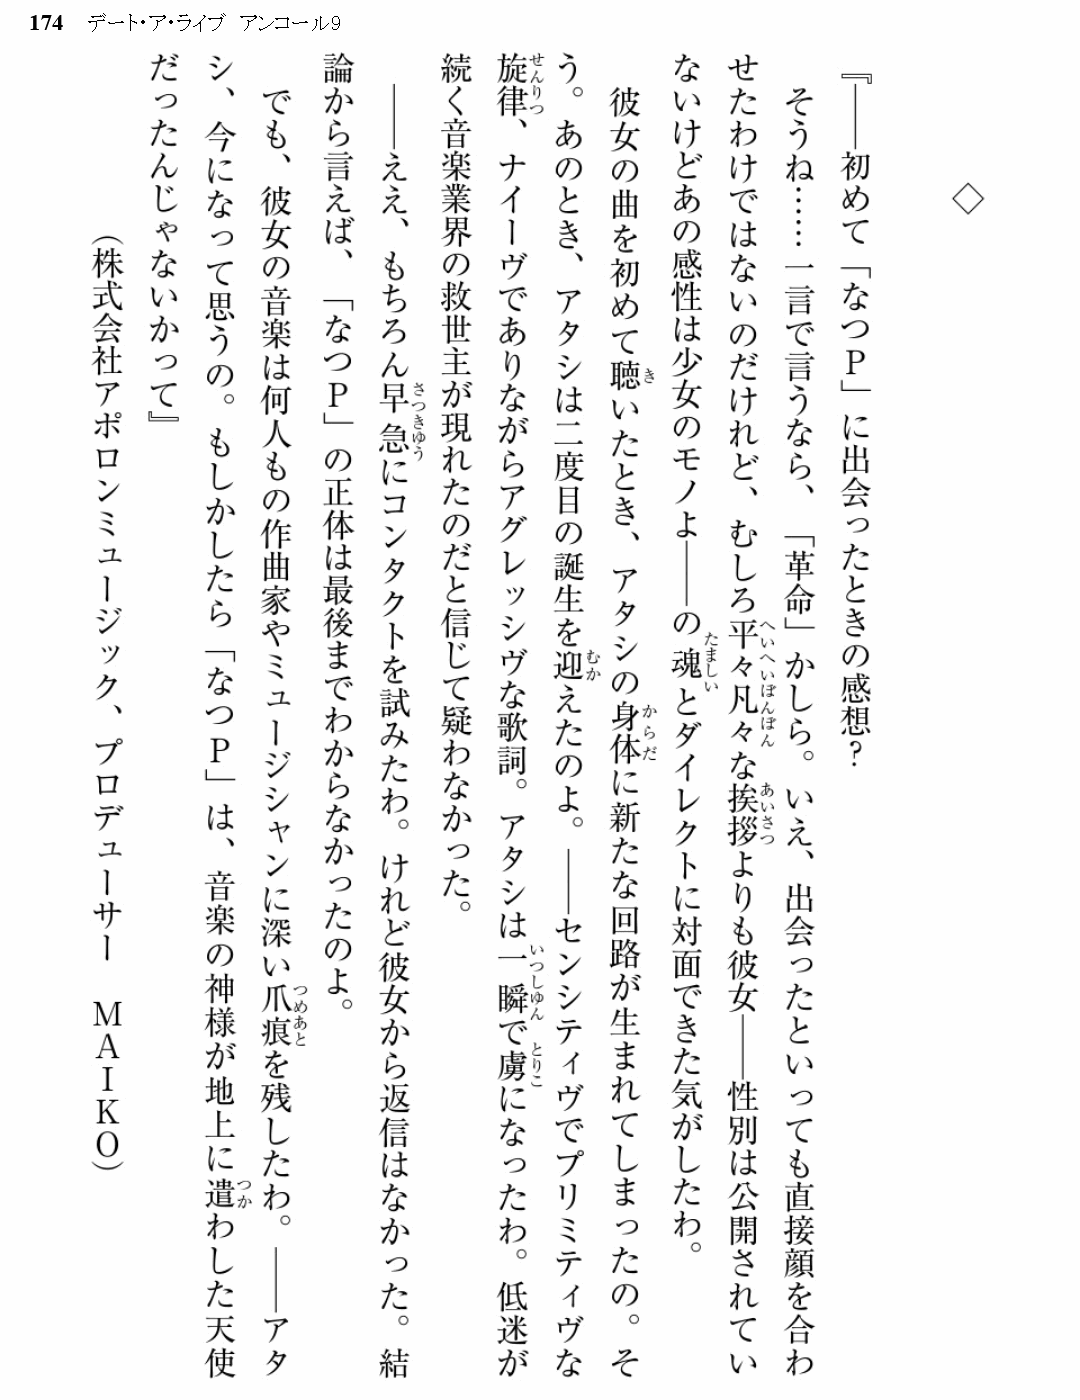 174 デート・ア・ライブ アンコール9
◇
『――初めて「なつP」に出会ったときの感想？
そうね……一言で言うなら、「革命」かしら。いえ、出会ったといっても直接顔を合わ
せたわけではないのだけれど、むしろ平々凡々な挨拶よりも彼女――性別は公開されてい
ないけどあの感性は少女のモノよ――の魂とダイレクトに対面できた気がしたわ。
彼女の曲を初めて聴いたとき、アタシの身体に新たな回路が生まれてしまったの。そ
う。あのとき、アタシは二度目の誕生を迎えたのよ。――センシティヴでプリミティヴな
旋律、ナイーヴでありながらアグレッシヴな歌詞。アタシは一瞬で虜になったわ。低迷が
続く音楽業界の救世主が現れたのだと信じて疑わなかった。
――ええ、もちろん早急にコンタクトを試みたわ。けれど彼女から返信はなかった。結
論から言えば、「なつP」の正体は最後までわからなかったのよ。
でも、彼女の音楽は何人もの作曲家やミュージシャンに深い爪痕を残したわ。――アタ
シ、今になって思うの。もしかしたら「なつP」は、音楽の神様が地上に遣わした天使
だったんじゃないかって』
（株式会社アポロンミュージック、プロデューサー　MAIKO）